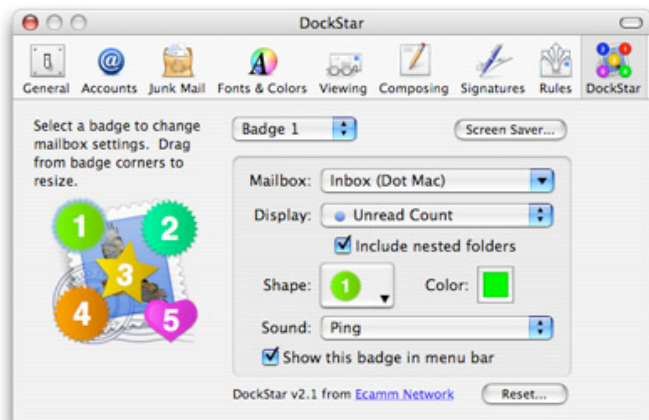 DockStar
General Accounts Junk Mail Fonts & Colors Viewing Composing Signatures Rules DockStar
Select a badge to change
mailbox settings. Drag
from badge corners to
resize.
Badge 1
Screen Saver...
1
2
3
4
5
Mailbox: Inbox (Dot Mac)
Display: Unread Count
Include nested folders
Shape: 1 Color:
Sound: Ping
Show this badge in menu bar
DockStar v2.1 from Ecamm Network Reset...